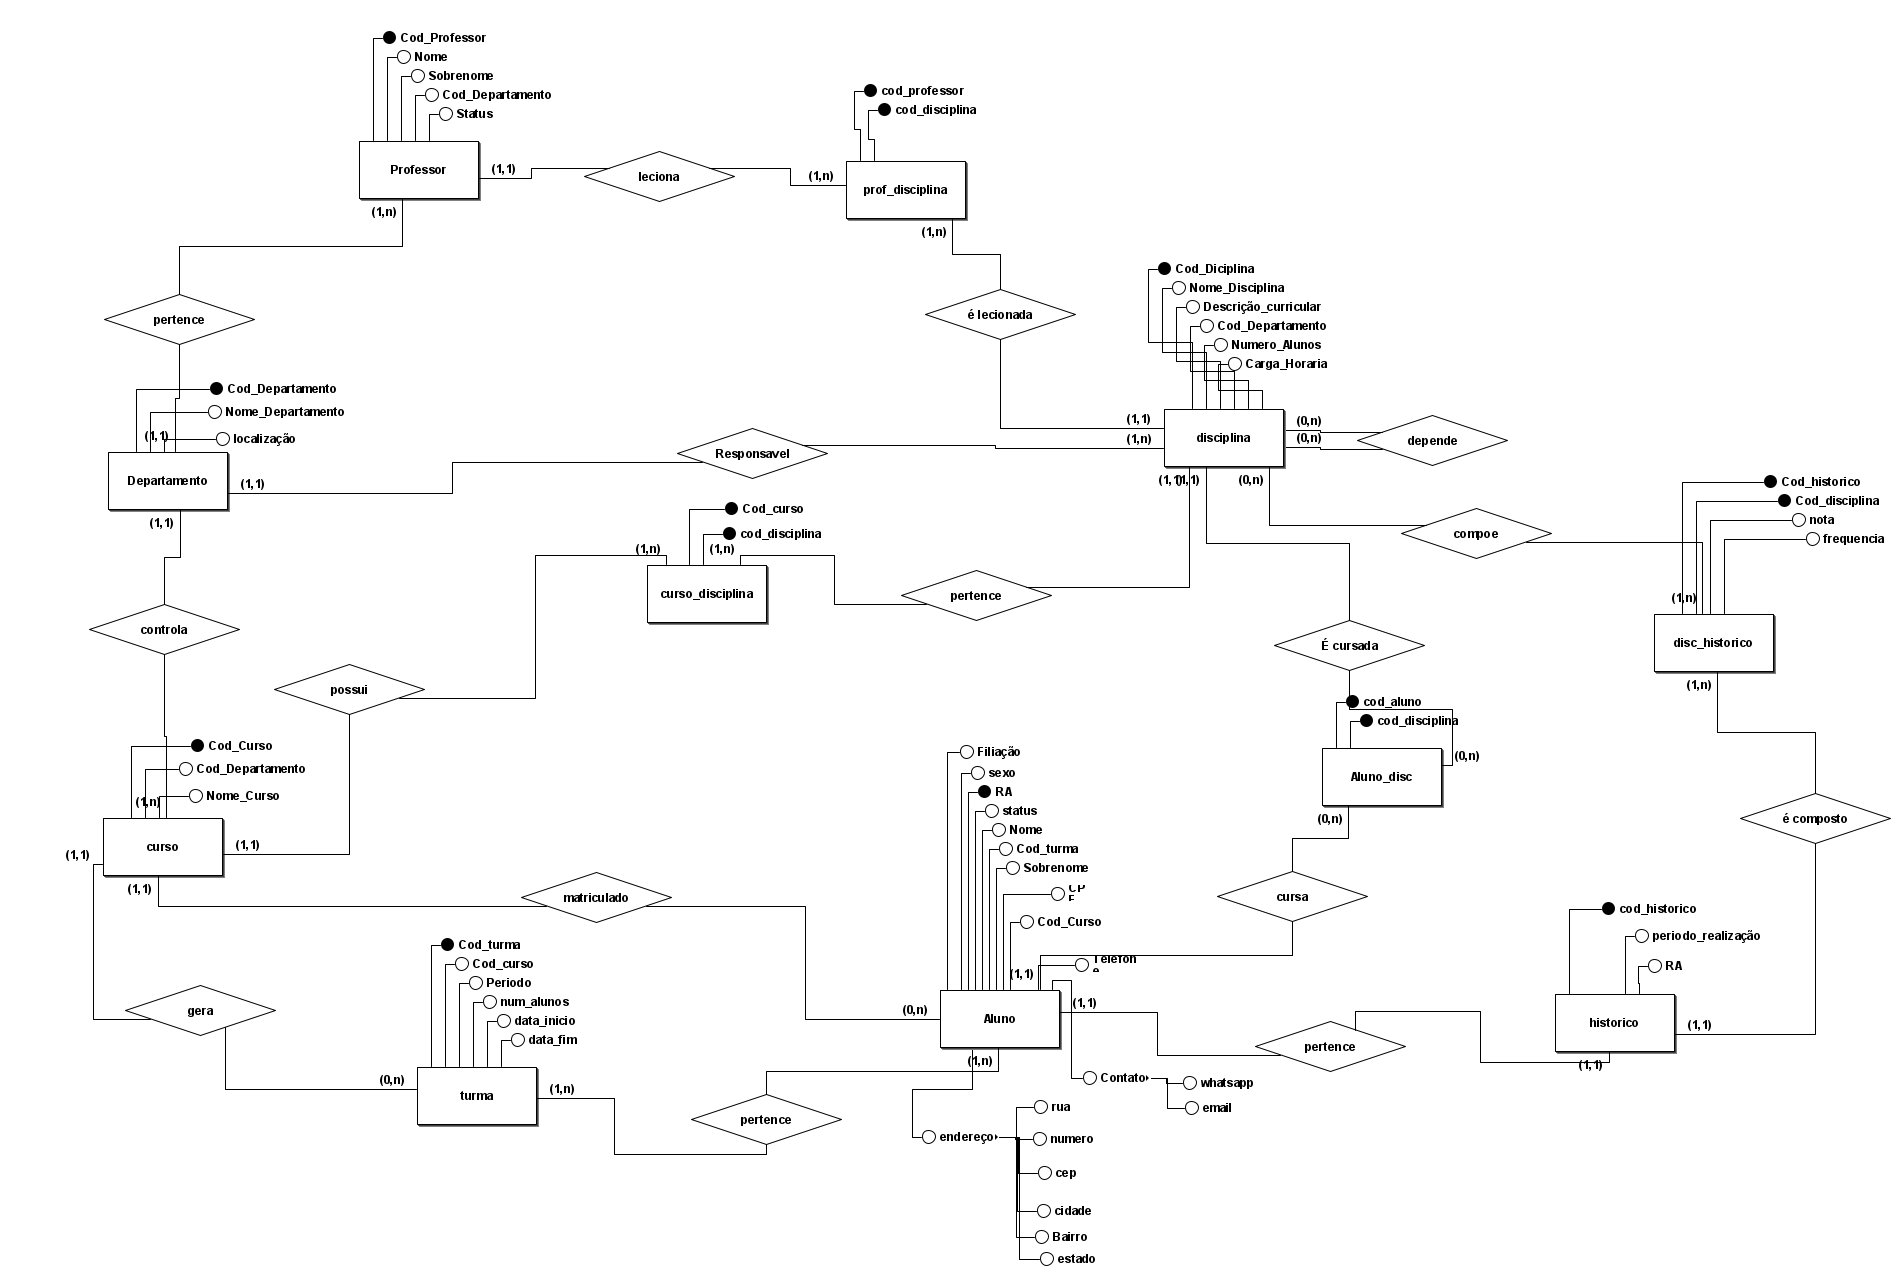 Cod_Professor
Nome
Sobrenome
Cod_Departamento
Status
Professor
(1,1)
leciona
(1,n)
cod_professor
cod_disciplina
prof_disciplina
(1,n)
(1,n)
pertence
é lecionada
Cod_Diciplina
Nome_Disciplina
Descrição_curricular
Cod_Departamento
Numero_Alunos
Carga_Horaria
Cod_Departamento
Nome_Departamento
(1,1)
localização
Departamento
(1,1)
(1,1)
Responsavel
(1,1)
(1,n)
disciplina
(0,n)
(0,n)
depende
(1,1)
(1,1)
(0,n)
compoe
Cod_historico
Cod_disciplina
nota
frequencia
(1,n)
disc_historico
(1,n)
Cod_curso
cod_disciplina
(1,n)
(1,n)
curso_disciplina
pertence
controla
possui
É cursada
cod_aluno
cod_disciplina
(0,n)
Aluno_disc
(0,n)
é composto
Cod_Curso
Cod_Departamento
(1,n)
Nome_Curso
curso
(1,1)
(1,1)
(1,1)
matriculado
Filiação
sexo
RA
status
Nome
Cod_turma
Sobrenome
Cod_Curso
cursa
(1,1)
Aluno
(0,n)
(1,1)
(1,n)
cod_historico
periodo_realização
RA
historico
(1,1)
(1,1)
pertence
gera
Cod_turma
Cod_curso
Periodo
num_alunos
data_inicio
data_fim
(0,n)
turma
(1,n)
pertence
Contato
whatsapp
email
endereço
rua
numero
cep
cidade
Bairro
estado